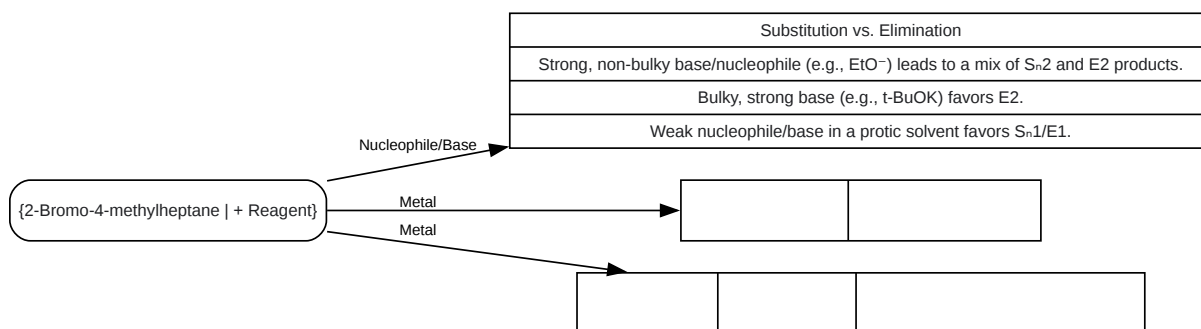 Substitution vs. Elimination
Strong, non-bulky base/nucleophile (e.g., EtO⁻) leads to a mix of Sₙ2 and E2 products.
Bulky, strong base (e.g., t-BuOK) favors E2.
Weak nucleophile/base in a protic solvent favors Sₙ1/E1.
Nucleophile/Base
{2-Bromo-4-methylheptane | + Reagent}
Metal
Metal